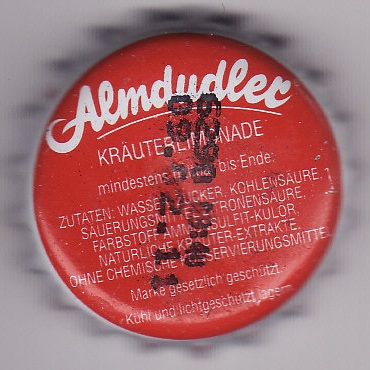 Almdudler
KRÄUTERLIMONADE
mindestens haltbar bis Ende:
ZUTATEN: WASSER, ZUCKER, KOHLENSÄURE,
SÄUERUNGSMITTEL ZITRONENSÄURE
FARBSTOFF AMMONSULFIT-KULÖR
NATÜRLICHE KRÄUTER-EXTRAKTE
OHNE CHEMISCHE KONSERVIERUNGSMITTEL
Marke gesetzlich geschützt.
Kühl und lichtgeschützt lagern